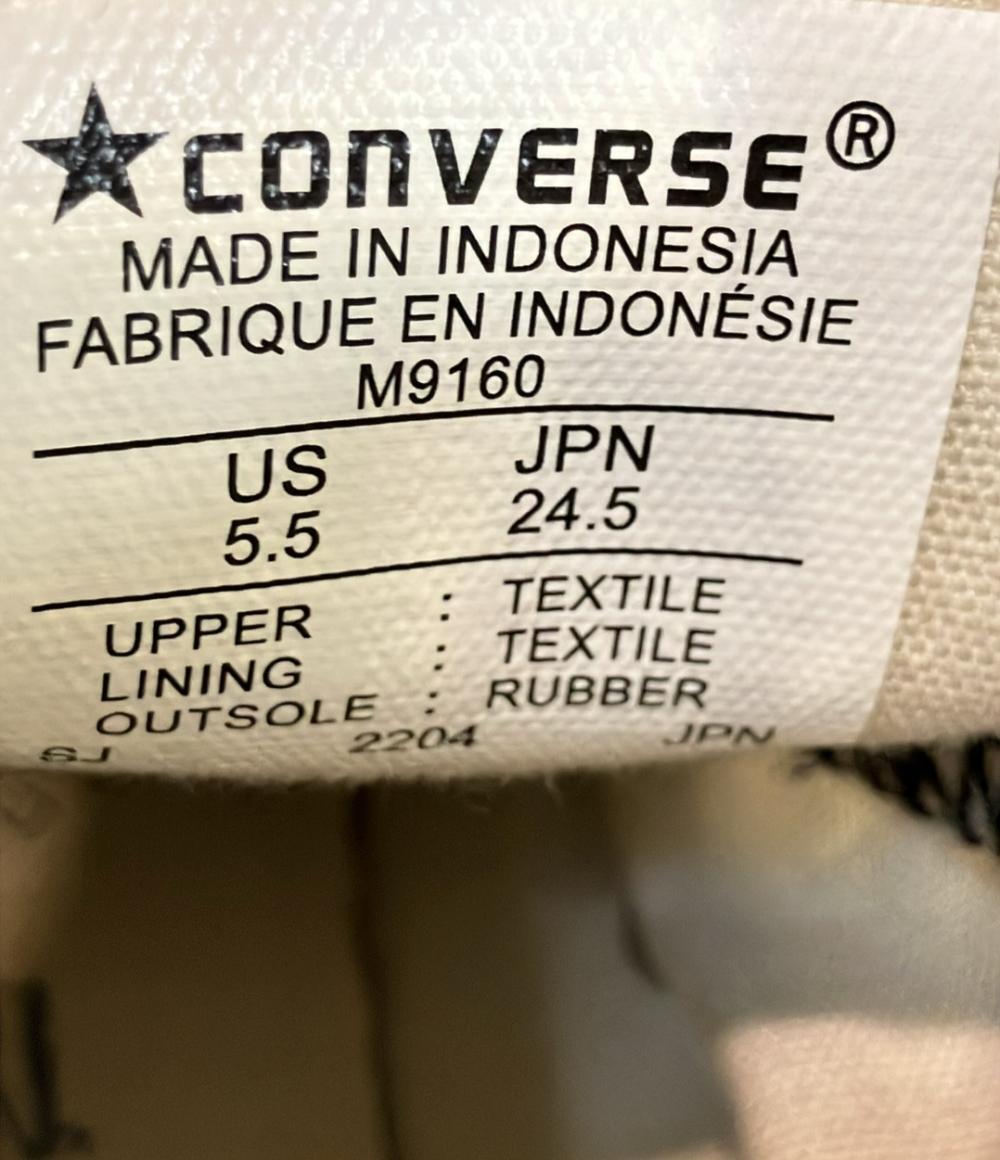 ★CONVERSE®
MADE IN INDONESIA
FABRIQUE EN INDONÉSIE
M9160
US JPN
5.5 24.5
UPPER : TEXTILE
LINING : TEXTILE
OUTSOLE : RUBBER
SJ 2204 JPN